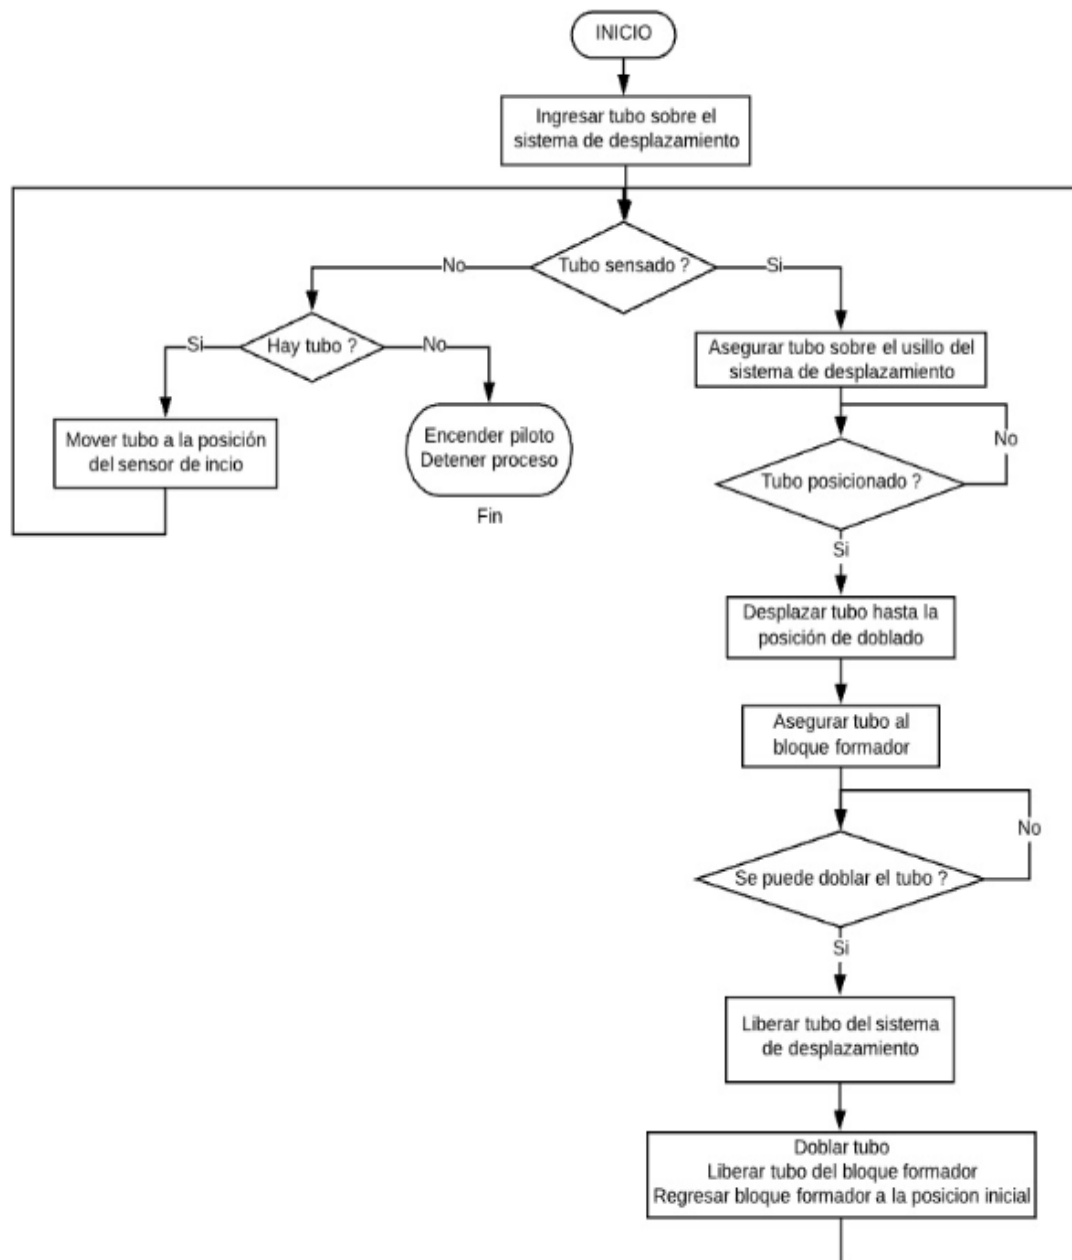 INICIO
Ingresar tubo sobre el
sistema de desplazamiento
Tubo sensado ?
No
Si
Hay tubo ?
Si
No
Mover tubo a la posición
del sensor de incio
Encender piloto
Detener proceso
Fin
Asegurar tubo sobre el usillo del
sistema de desplazamiento
No
Tubo posicionado ?
Si
Desplazar tubo hasta la
posición de doblado
Asegurar tubo al
bloque formador
No
Se puede doblar el tubo ?
Si
Liberar tubo del sistema
de desplazamiento
Doblar tubo
Liberar tubo del bloque formador
Regresar bloque formador a la posicion inicial